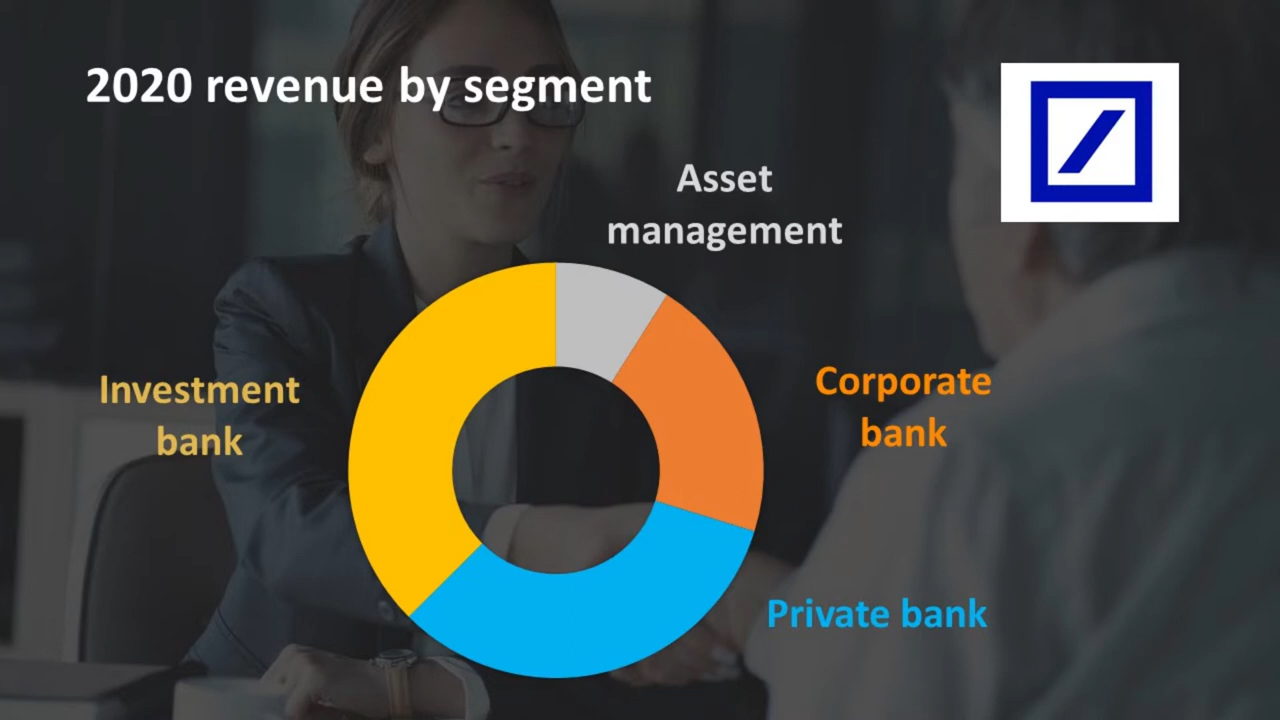 2020 revenue by segment
Asset
management
Investment
bank
Corporate
bank
Private bank